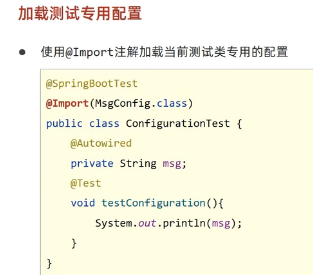 加载测试专用配置
● 使用@Import注解加载当前测试类专用的配置
@SpringBootTest
@Import(MsgConfig.class)
public class ConfigurationTest {
    @Autowired
    private String msg;
    @Test
    void testConfiguration(){
        System.out.println(msg);
    }
}